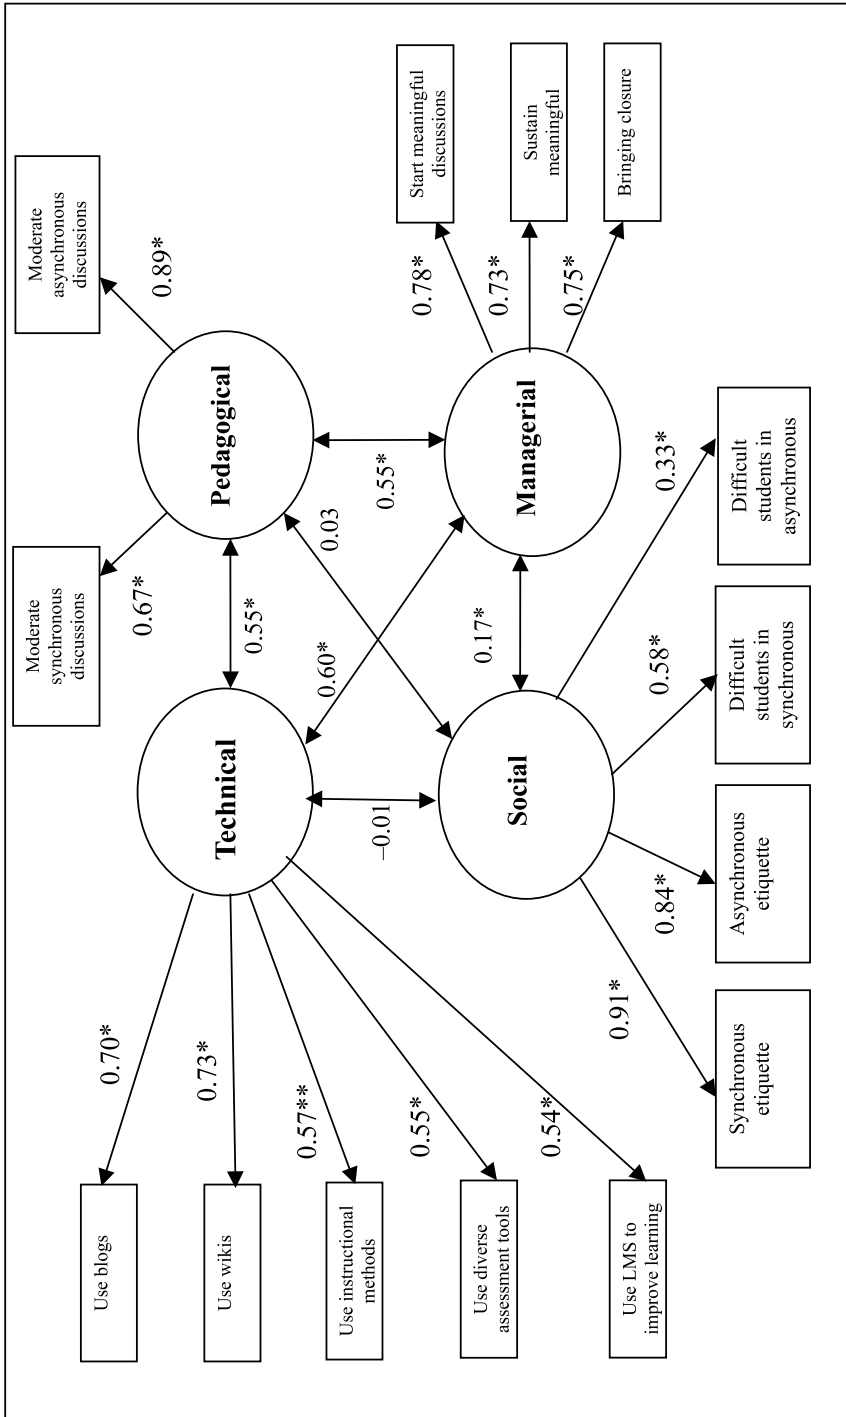 Moderate
synchronous
discussions
Moderate
asynchronous
discussions
0.67*
0.89*
Use blogs
0.70*
Technical
0.55*
Pedagogical
Use wikis
0.73*
Use instructional
methods
0.57**
0.60*
0.03
0.55*
Start meaningful
discussions
0.78*
Use diverse
assessment tools
0.55*
–0.01
0.17*
0.73*
Sustain
meaningful
Use LMS to
improve learning
0.54*
Social
Managerial
0.75*
Bringing closure
0.91*
0.84*
0.58*
0.33*
Synchronous
etiquette
Asynchronous
etiquette
Difficult
students in
synchronous
Difficult
students in
asynchronous